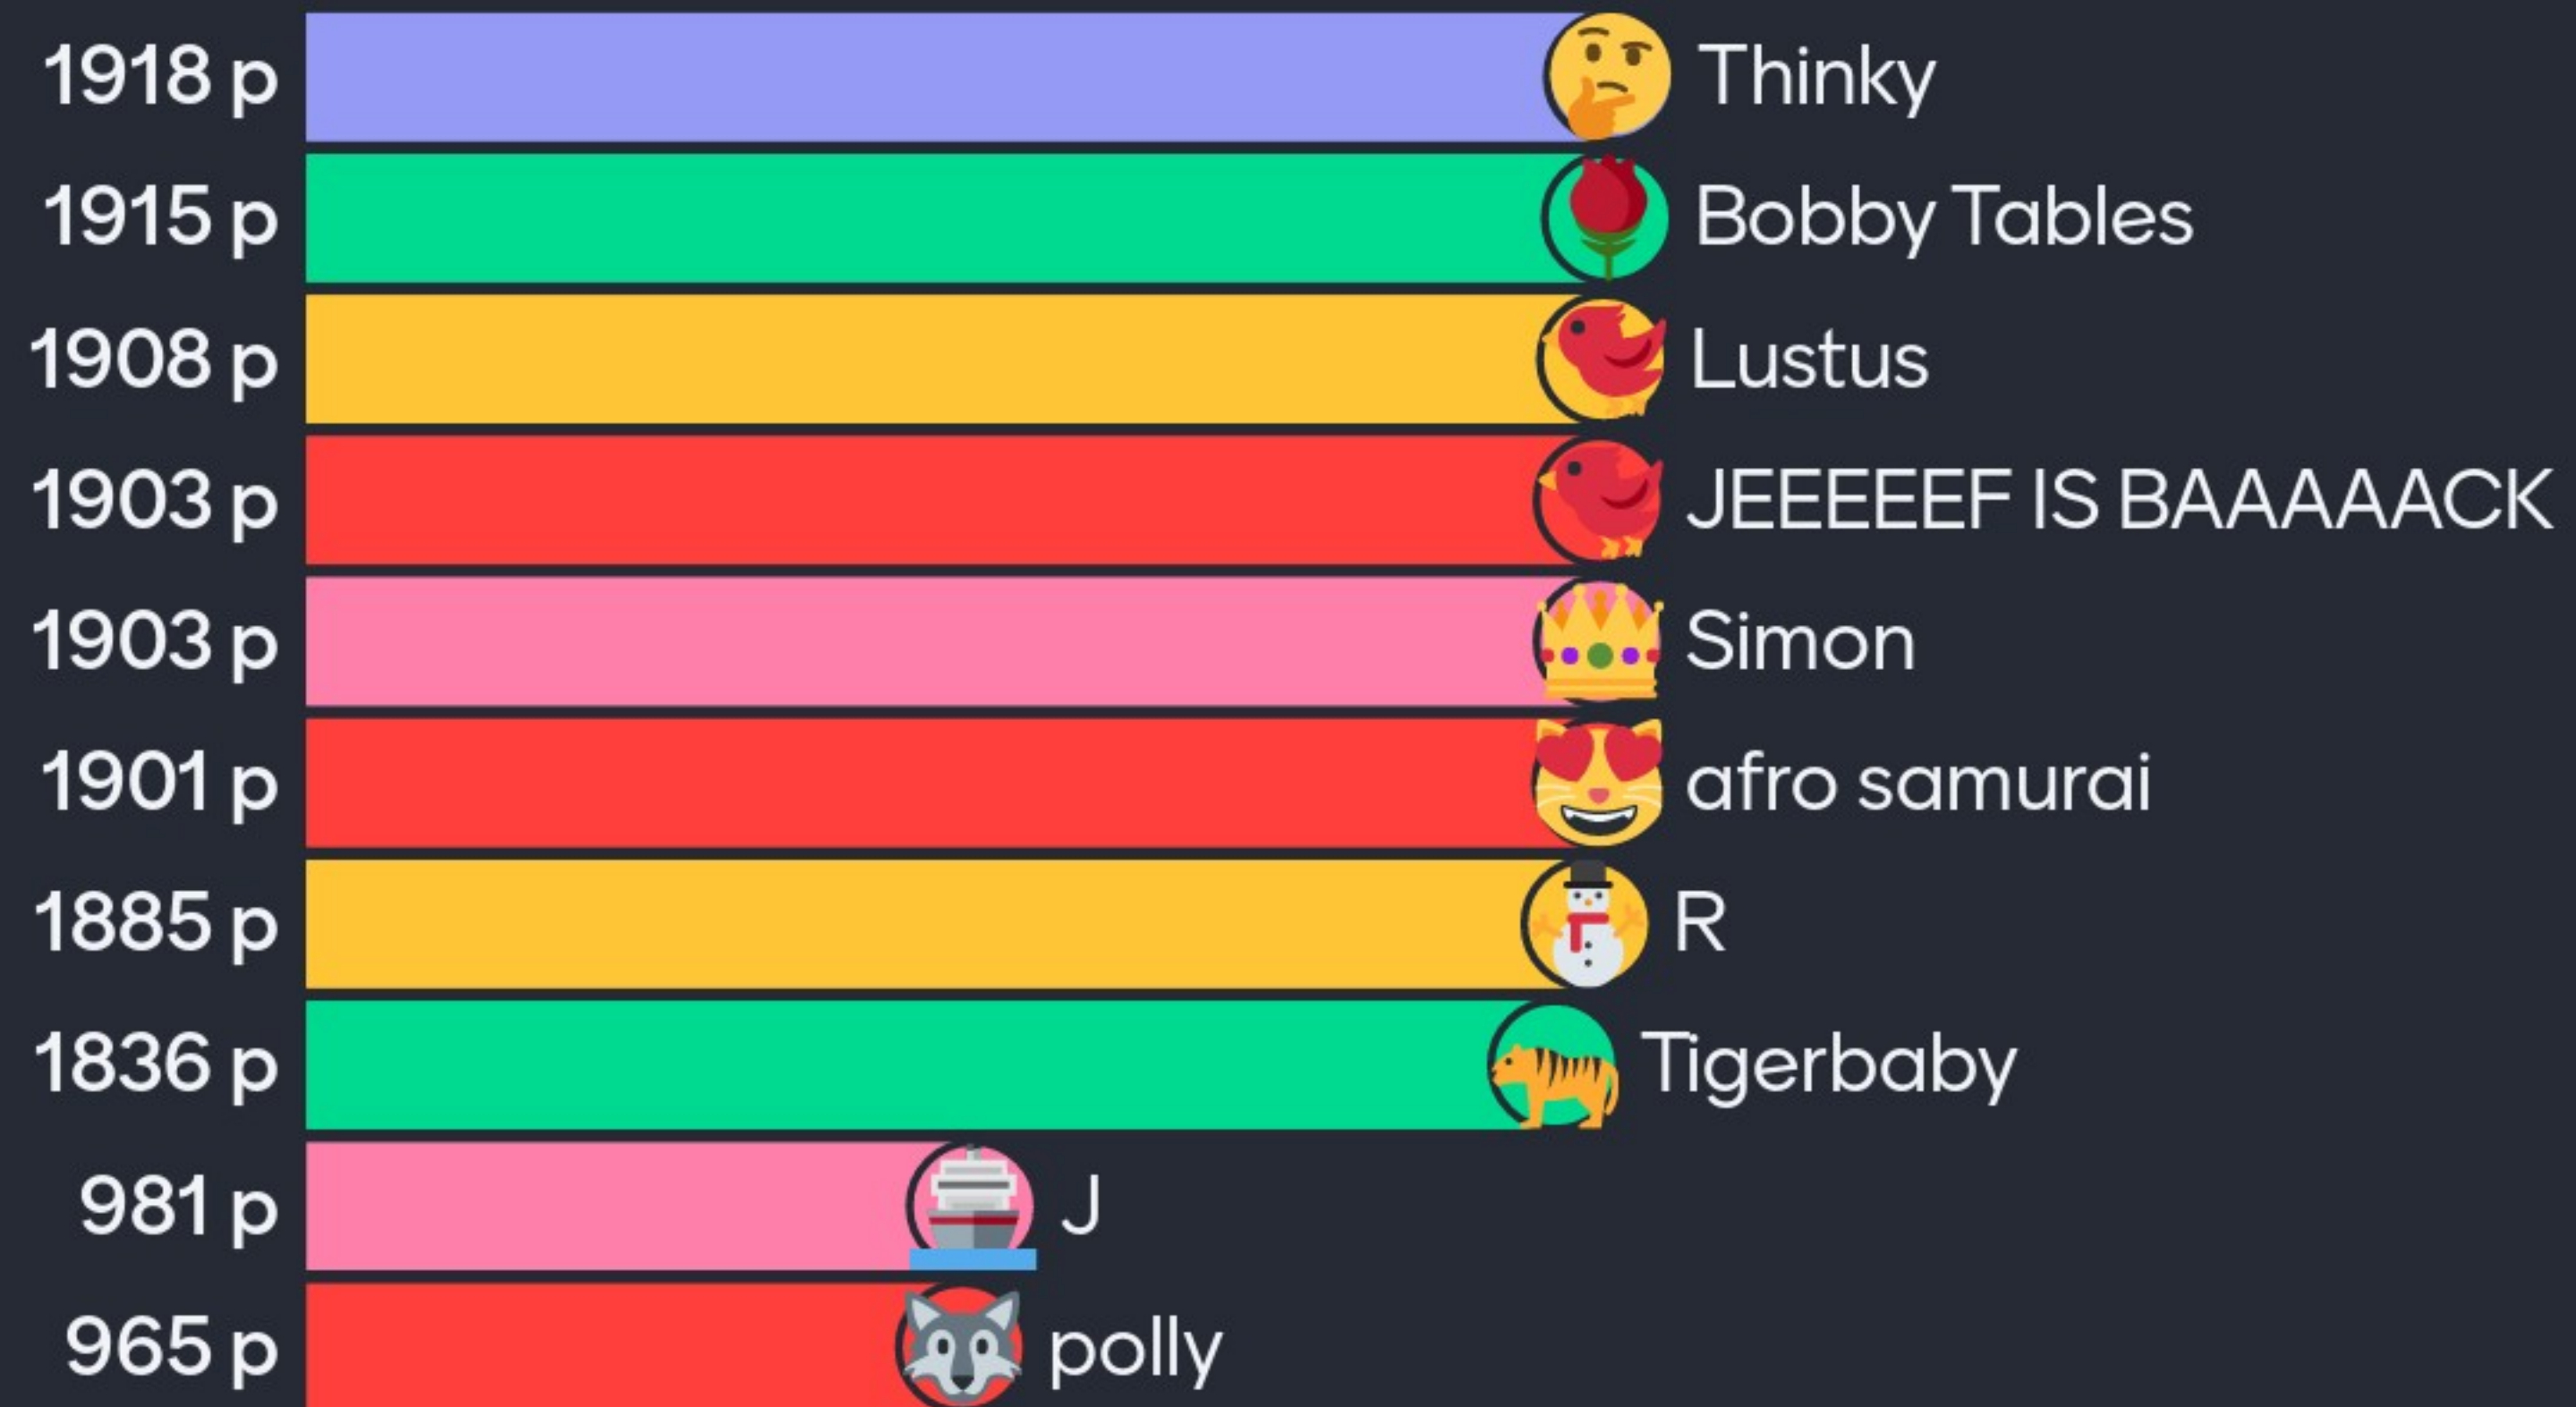 1918 p Thinky
1915 p Bobby Tables
1908 p Lustus
1903 p JEEEEEF IS BAAAAACK
1903 p Simon
1901 p afro samurai
1885 p R
1836 p Tigerbaby
981 p J
965 p polly